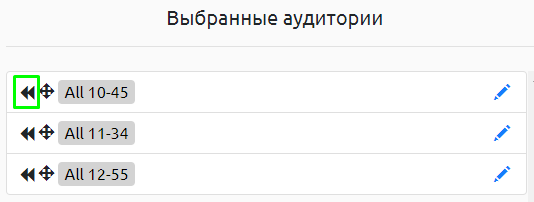 Выбранные аудитории
All 10-45
All 11-34
All 12-55